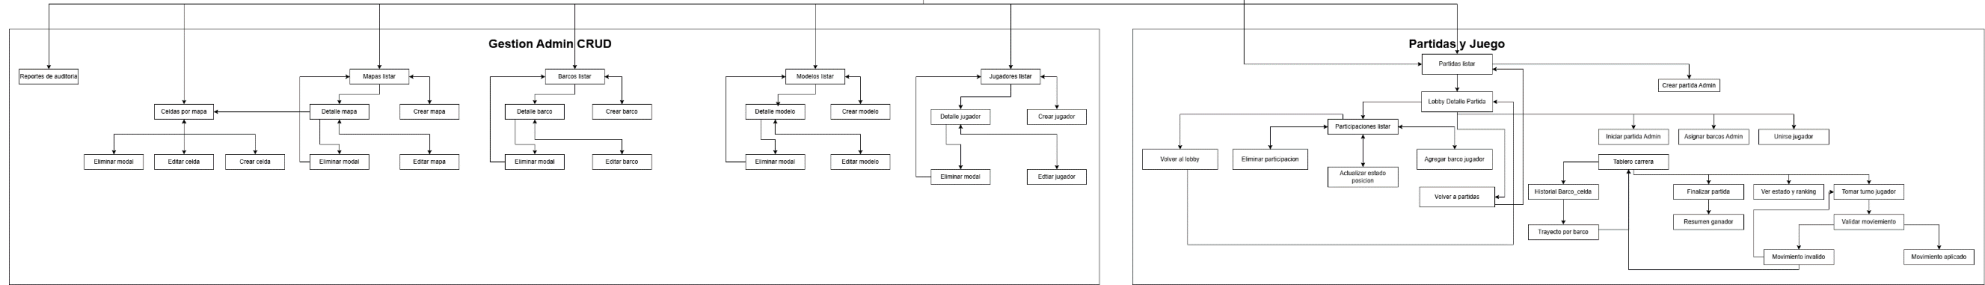 Gestion Admin CRUD
Reportes de auditoria
Mapas listar
Barcos listar
Modelos listar
Jugadores listar
Celdas por mapa
Detalle mapa
Crear mapa
Detalle barco
Crear barco
Detalle modelo
Crear modelo
Detalle jugador
Crear jugador
Eliminar modal
Editar celda
Crear celda
Eliminar modal
Editar mapa
Eliminar modal
Editar barco
Eliminar modal
Editar modelo
Eliminar modal
Edtiar jugador
Partidas y Juego
Partidas listar
Crear partida Admin
Lobby Detalle Partida
Participaciones listar
Iniciar partida Admin
Asignar barcos Admin
Unirse jugador
Volver al lobby
Eliminar participacion
Agregar barco jugador
Tablero carrera
Actualizar estado
posicion
Volver a partidas
Historial Barco_celda
Finalizar partida
Ver estado y ranking
Tomar turno jugador
Trayecto por barco
Resumen ganador
Validar moviemiento
Movimiento invalido
Movimiento aplicado